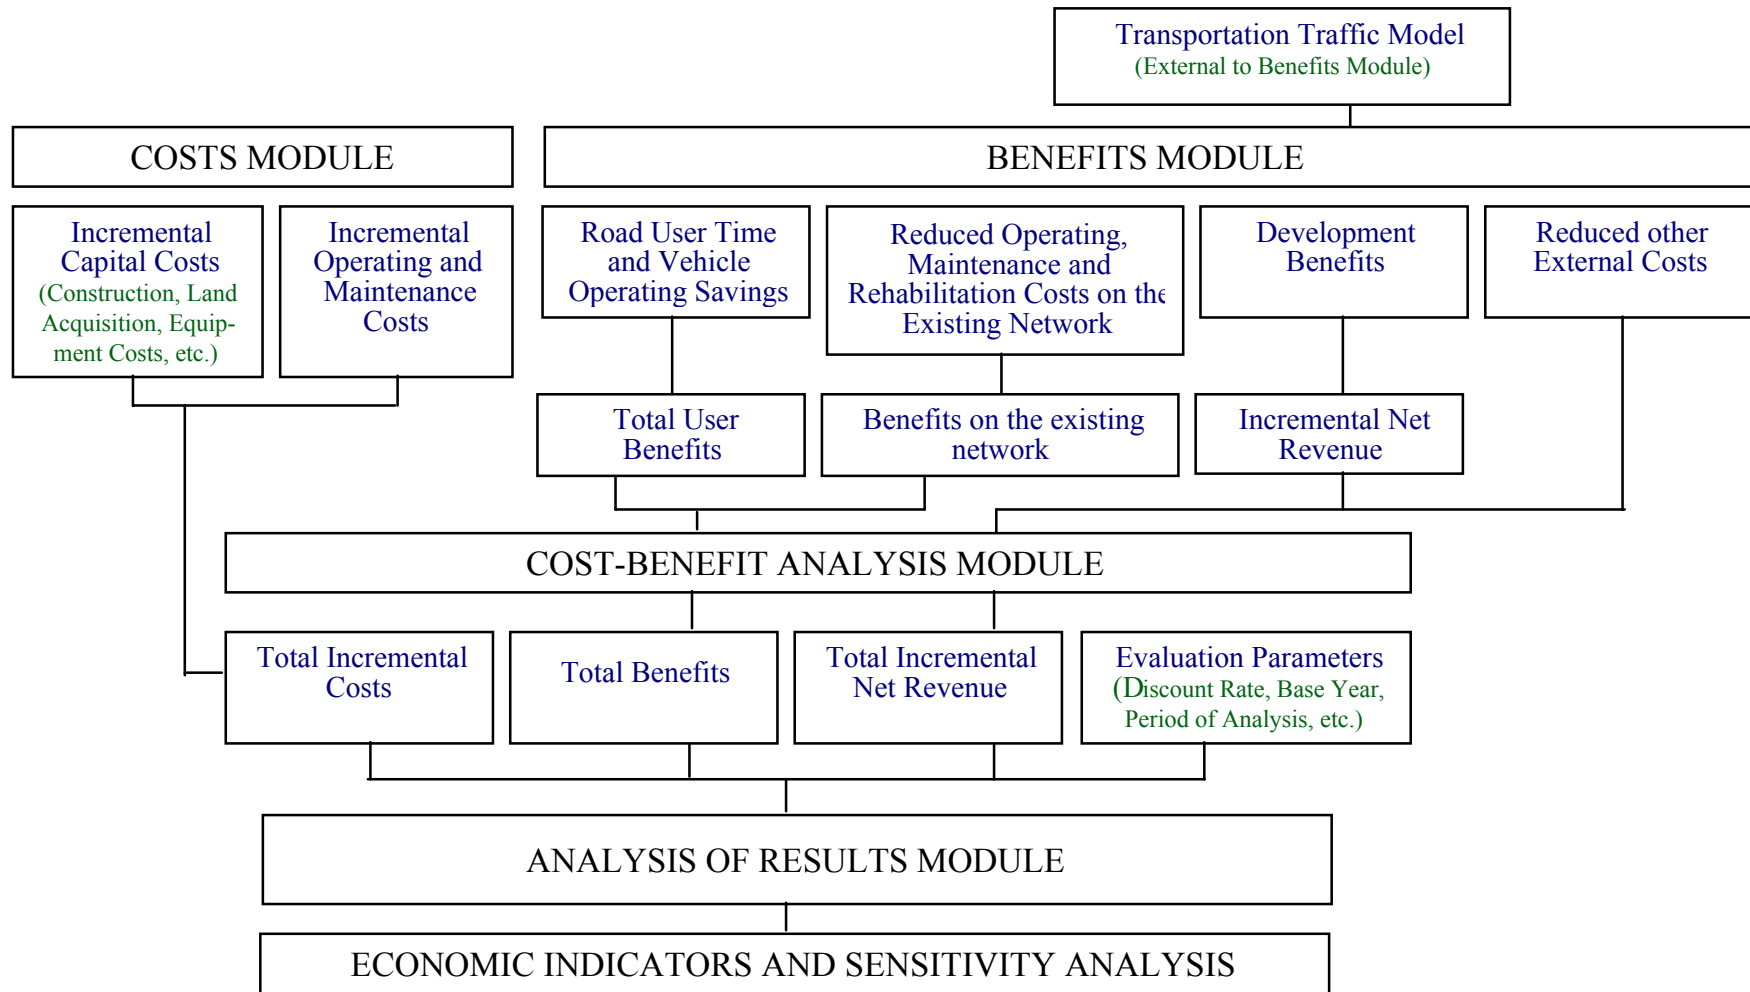 Transportation Traffic Model
(External to Benefits Module)
COSTS MODULE
BENEFITS MODULE
Incremental
Capital Costs
(Construction, Land
Acquisition, Equip-
ment Costs, etc.)
Incremental
Operating and
Maintenance
Costs
Road User Time
and Vehicle
Operating Savings
Reduced Operating,
Maintenance and
Rehabilitation Costs on the
Existing Network
Development
Benefits
Reduced other
External Costs
Total User
Benefits
Benefits on the existing
network
Incremental Net
Revenue
COST-BENEFIT ANALYSIS MODULE
Total Incremental
Costs
Total Benefits
Total Incremental
Net Revenue
Evaluation Parameters
(Discount Rate, Base Year,
Period of Analysis, etc.)
ANALYSIS OF RESULTS MODULE
ECONOMIC INDICATORS AND SENSITIVITY ANALYSIS